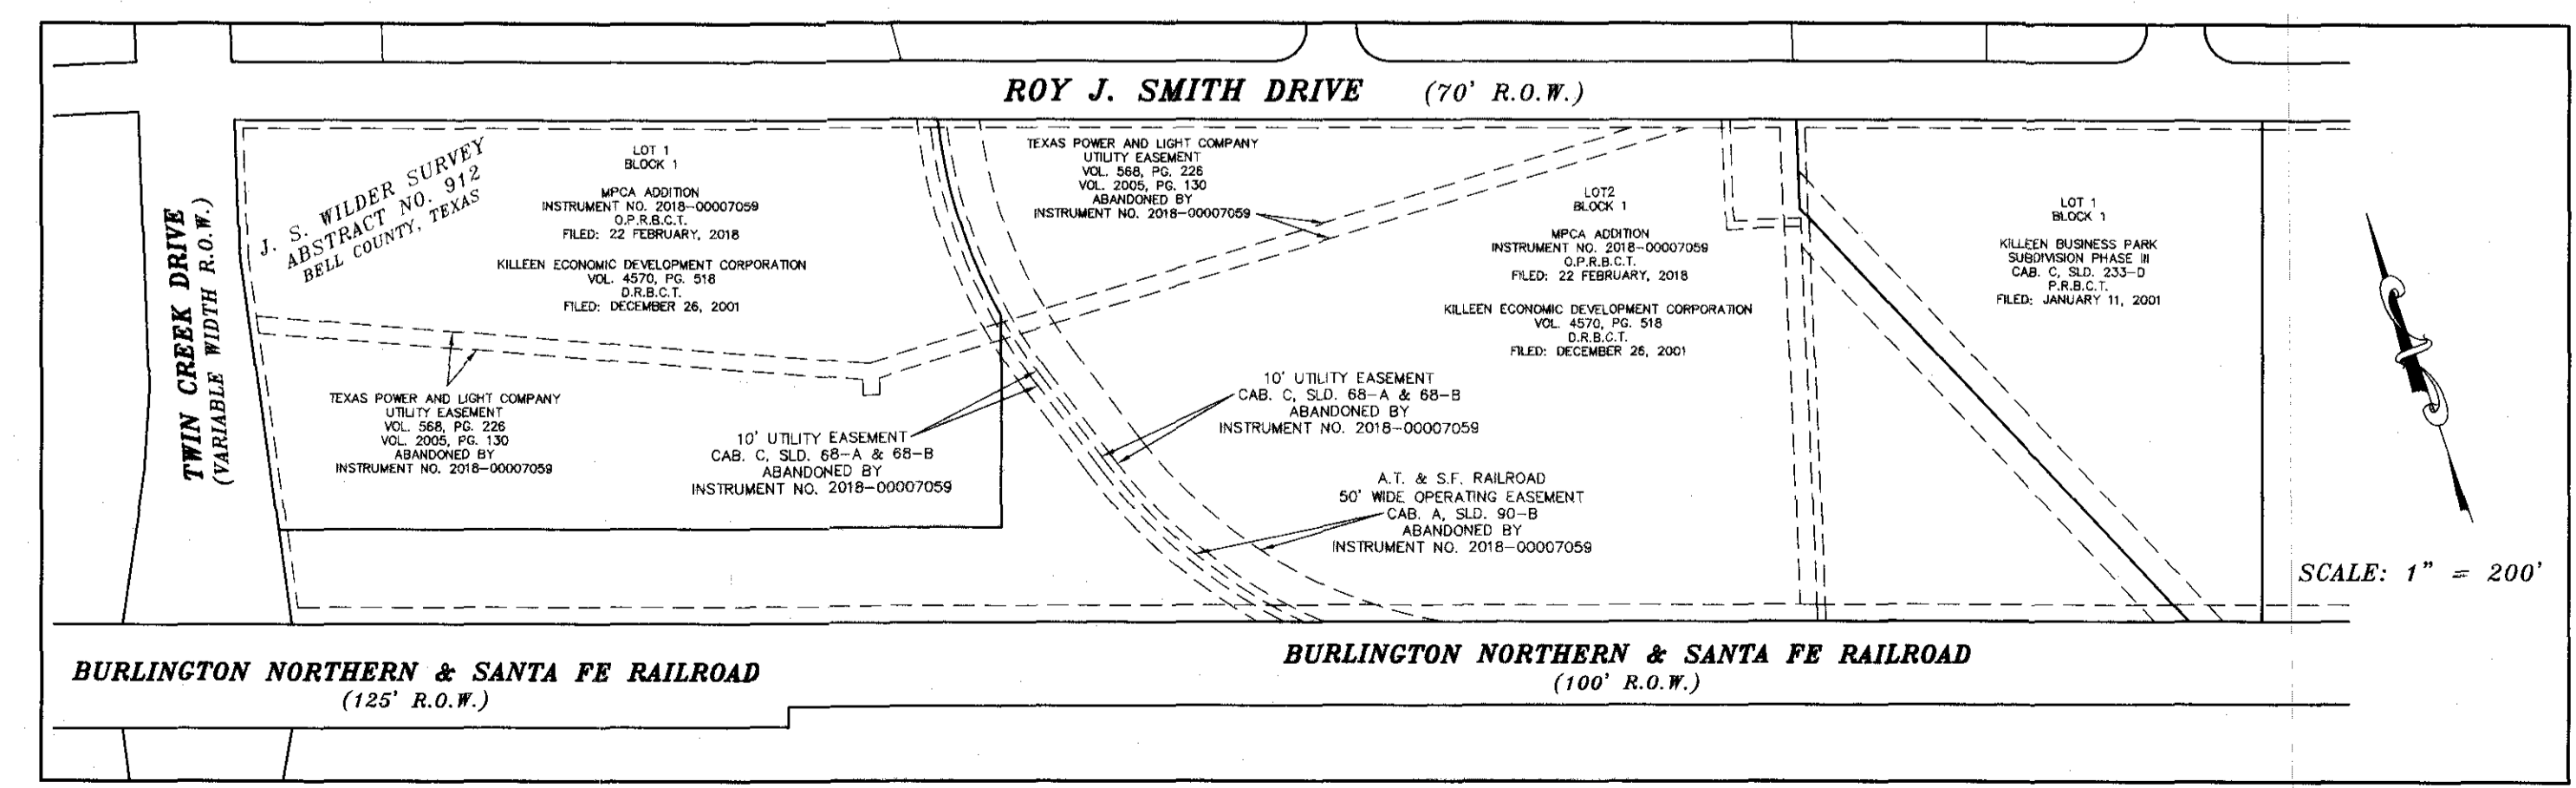 ROY J. SMITH DRIVE (70' R.O.W.)
J. S. WILDER SURVEY
ABSTRACT NO. 912
BELL COUNTY, TEXAS
LOT 1
BLOCK 1
MPCA ADDITION
INSTRUMENT NO. 2018-00007059
O.P.R.B.C.T.
FILED: 22 FEBRUARY, 2018
KILLEEN ECONOMIC DEVELOPMENT CORPORATION
VOL. 4570, PG. 518
D.R.B.C.T.
FILED: DECEMBER 26, 2001
TEXAS POWER AND LIGHT COMPANY
UTILITY EASEMENT
VOL. 568, PG. 226
VOL. 2005, PG. 130
ABANDONED BY
INSTRUMENT NO. 2018-00007059
LOT2
BLOCK 1
MPCA ADDITION
INSTRUMENT NO. 2018-00007059
O.P.R.B.C.T.
FILED: 22 FEBRUARY, 2018
KILLEEN ECONOMIC DEVELOPMENT CORPORATION
VOL. 4570, PG. 518
D.R.B.C.T.
FILED: DECEMBER 26, 2001
LOT 1
BLOCK 1
KILLEEN BUSINESS PARK
SUBDIVISION PHASE III
CAB. C, SLD. 233-D
P.R.B.C.T.
FILED: JANUARY 11, 2001
TWIN CREEK DRIVE
(VARIABLE WIDTH R.O.W.)
TEXAS POWER AND LIGHT COMPANY
UTILITY EASEMENT
VOL. 568, PG. 226
VOL. 2005, PG. 130
ABANDONED BY
INSTRUMENT NO. 2018-00007059
10' UTILITY EASEMENT
CAB. C, SLD. 68-A & 68-B
ABANDONED BY
INSTRUMENT NO. 2018-00007059
10' UTILITY EASEMENT
CAB. C, SLD. 68-A & 68-B
ABANDONED BY
INSTRUMENT NO. 2018-00007059
A.T. & S.F. RAILROAD
50' WIDE OPERATING EASEMENT
CAB. A, SLD. 90-B
ABANDONED BY
INSTRUMENT NO. 2018-00007059
SCALE: 1" = 200'
BURLINGTON NORTHERN & SANTA FE RAILROAD
(125' R.O.W.)
BURLINGTON NORTHERN & SANTA FE RAILROAD
(100' R.O.W.)